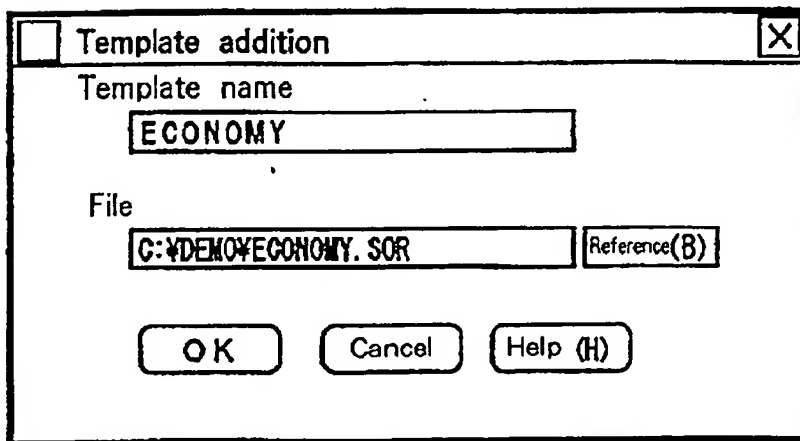 Template addition
Template name
ECONOMY
File
C:¥DEMO¥ECONOMY.SOR Reference(B)
OK Cancel Help (H)